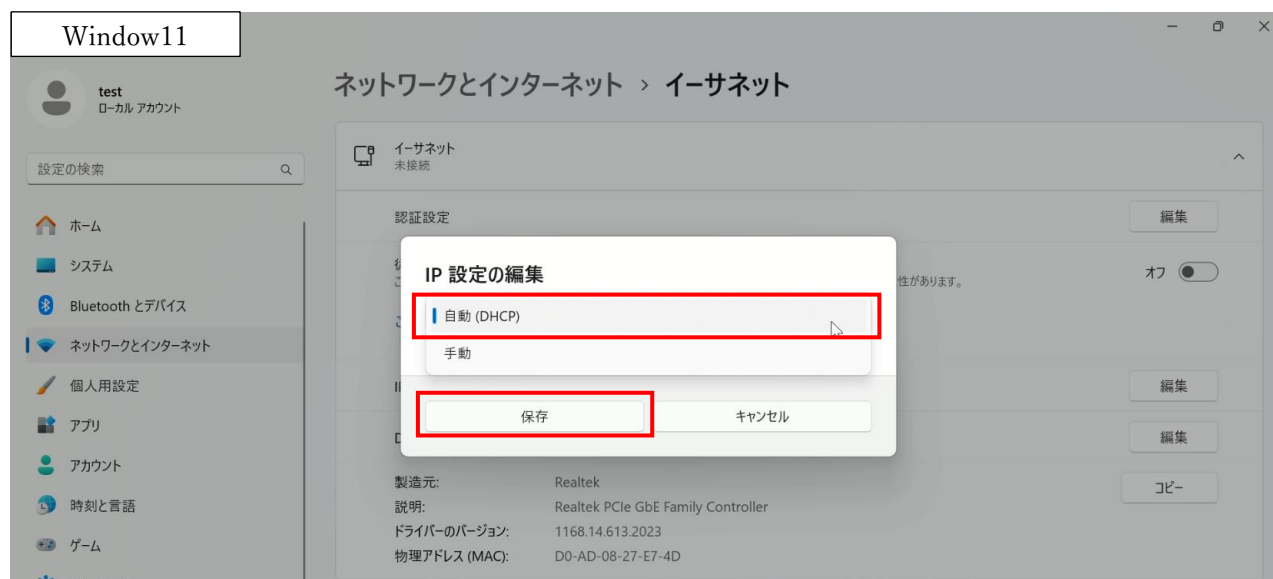 Window11
test
ローカル アカウント
ネットワークとインターネット › イーサネット
設定の検索
イーサネット
未接続
ホーム
認証設定
編集
システム
IP 設定の編集
性があります。
オフ
Bluetooth とデバイス
自動 (DHCP)
ネットワークとインターネット
手動
個人用設定
編集
アプリ
保存
キャンセル
編集
アカウント
製造元: Realtek
コピー
時刻と言語
説明: Realtek PCIe GbE Family Controller
ドライバーのバージョン: 1168.14.613.2023
ゲーム
物理アドレス (MAC): D0-AD-08-27-E7-4D